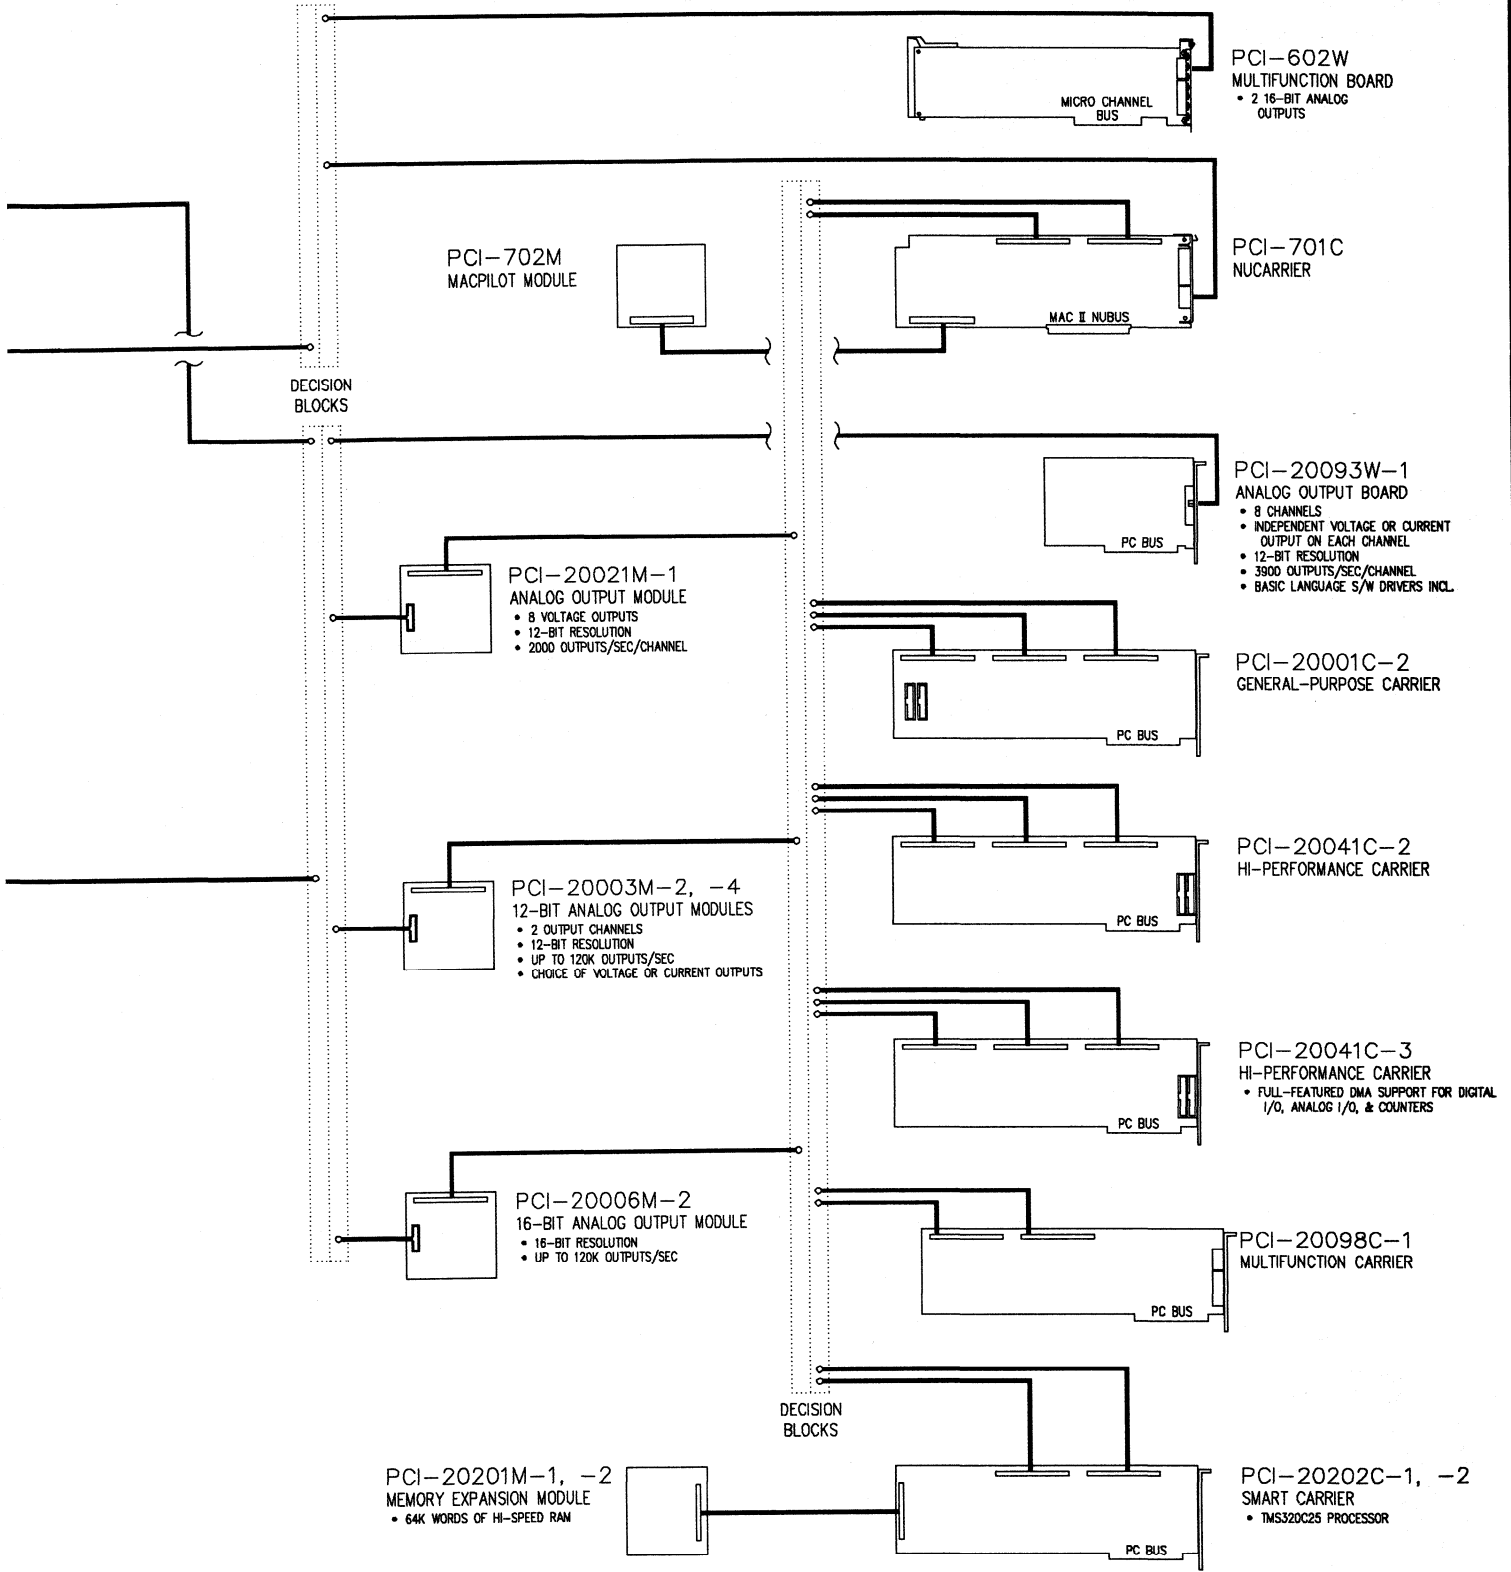 PCI-602W
MULTIFUNCTION BOARD
• 2 16-BIT ANALOG
OUTPUTS
MICRO CHANNEL
BUS
PCI-702M
MACPILOT MODULE
PCI-701C
NUCARRIER
MAC II NUBUS
DECISION
BLOCKS
PCI-20093W-1
ANALOG OUTPUT BOARD
• 8 CHANNELS
• INDEPENDENT VOLTAGE OR CURRENT
OUTPUT ON EACH CHANNEL
• 12-BIT RESOLUTION
• 3900 OUTPUTS/SEC/CHANNEL
• BASIC LANGUAGE S/W DRIVERS INCL.
PC BUS
PCI-20021M-1
ANALOG OUTPUT MODULE
• 8 VOLTAGE OUTPUTS
• 12-BIT RESOLUTION
• 2000 OUTPUTS/SEC/CHANNEL
PCI-20001C-2
GENERAL-PURPOSE CARRIER
PC BUS
PCI-20041C-2
HI-PERFORMANCE CARRIER
PC BUS
PCI-20003M-2, -4
12-BIT ANALOG OUTPUT MODULES
• 2 OUTPUT CHANNELS
• 12-BIT RESOLUTION
• UP TO 120K OUTPUTS/SEC
• CHOICE OF VOLTAGE OR CURRENT OUTPUTS
PCI-20041C-3
HI-PERFORMANCE CARRIER
• FULL-FEATURED DMA SUPPORT FOR DIGITAL
I/O, ANALOG I/O, & COUNTERS
PC BUS
PCI-20006M-2
16-BIT ANALOG OUTPUT MODULE
• 16-BIT RESOLUTION
• UP TO 120K OUTPUTS/SEC
PCI-20098C-1
MULTIFUNCTION CARRIER
PC BUS
DECISION
BLOCKS
PCI-20201M-1, -2
MEMORY EXPANSION MODULE
• 64K WORDS OF HI-SPEED RAM
PCI-20202C-1, -2
SMART CARRIER
• TMS320C25 PROCESSOR
PC BUS